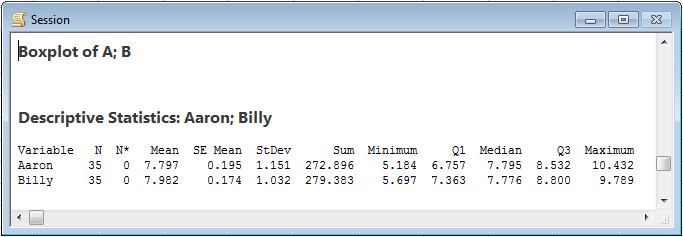 Session
Boxplot of A; B
Descriptive Statistics: Aaron; Billy
Variable N N* Mean SE Mean StDev Sum Minimum Q1 Median Q3 Maximum
Aaron 35 0 7.797 0.195 1.151 272.896 5.184 6.757 7.795 8.532 10.432
Billy 35 0 7.982 0.174 1.032 279.383 5.697 7.363 7.776 8.800 9.789